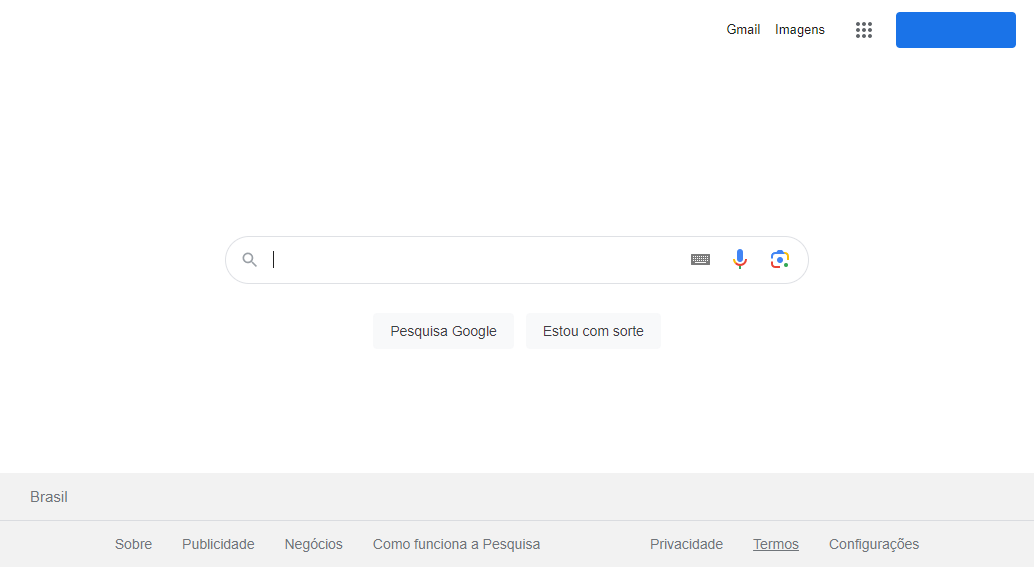 Gmail Imagens
Pesquisa Google Estou com sorte
Brasil
Sobre Publicidade Negócios Como funciona a Pesquisa Privacidade Termos Configurações